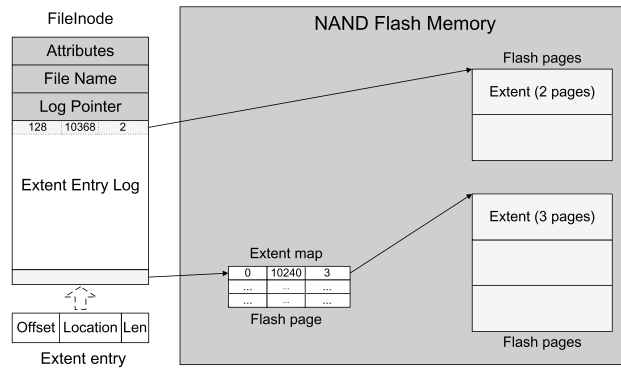 FileInode
Attributes
File Name
Log Pointer
128 10368 2
Extent Entry Log
Offset Location Len
Extent entry
NAND Flash Memory
Flash pages
Extent (2 pages)
Extent (3 pages)
Flash pages
Extent map
0 10240 3
... ... ...
... ... ...
Flash page